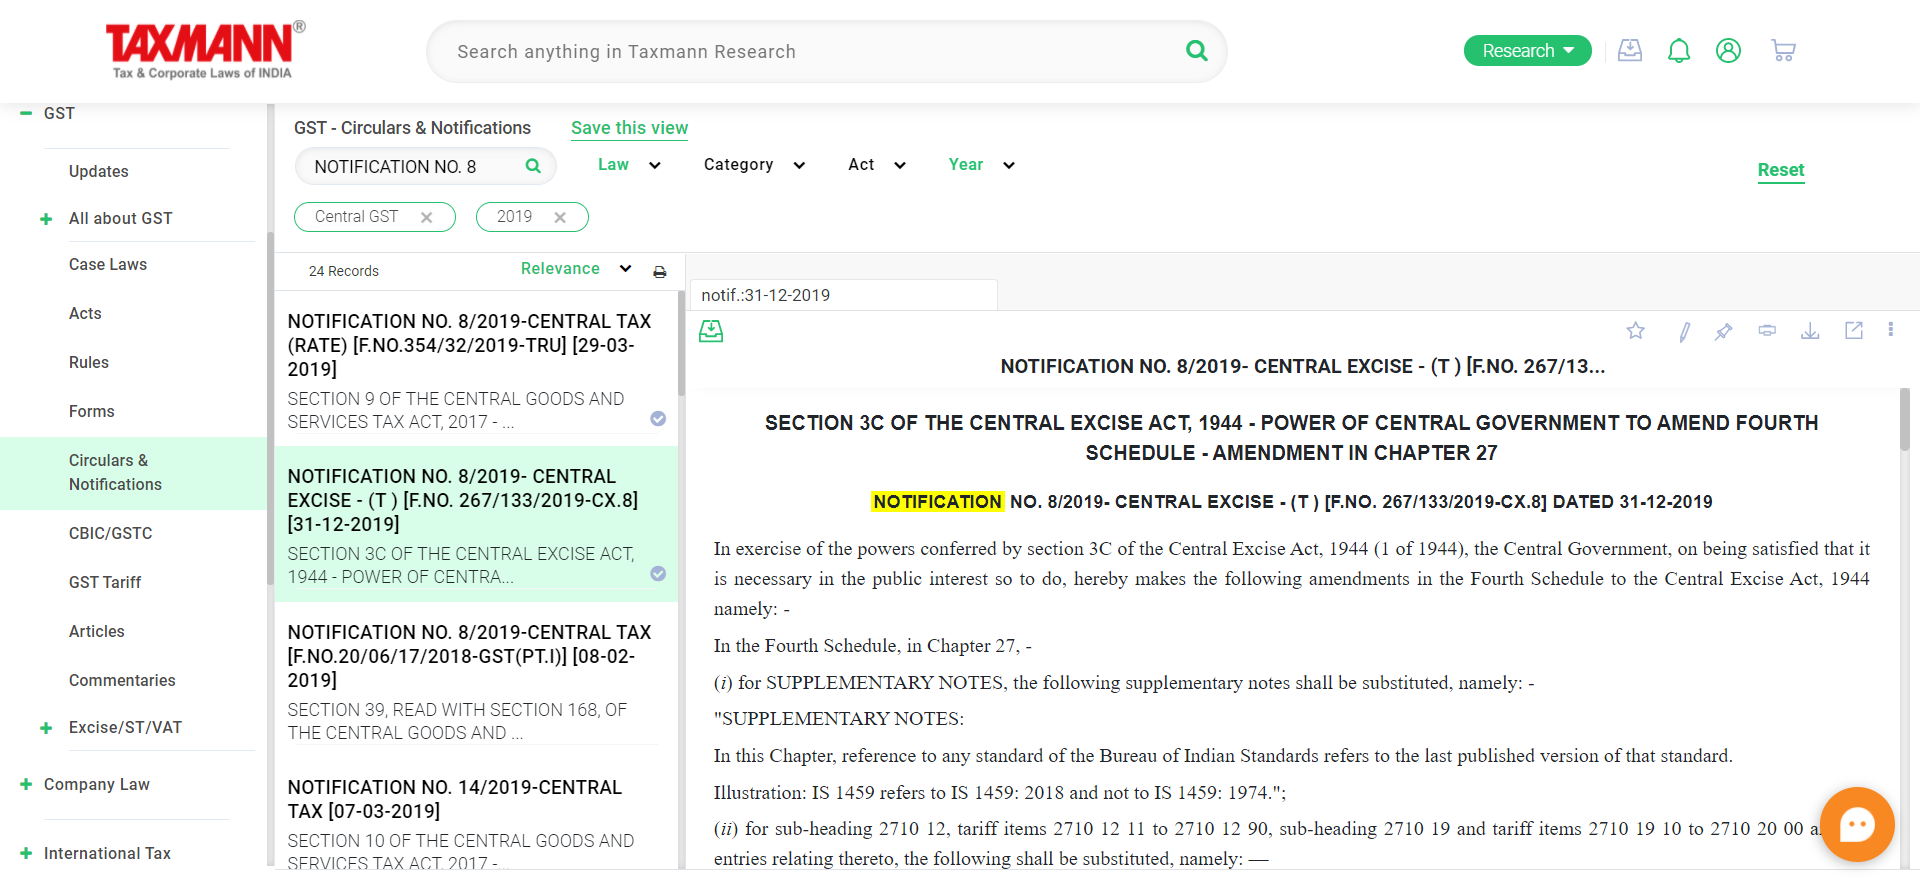 TAXMANN®
Tax & Corporate Laws of INDIA
Search anything in Taxmann Research
Research
GST
Updates
All about GST
Case Laws
Acts
Rules
Forms
Circulars &
Notifications
CBIC/GSTC
GST Tariff
Articles
Commentaries
Excise/ST/VAT
Company Law
International Tax
GST - Circulars & Notifications
Save this view
NOTIFICATION NO. 8
Law
Category
Act
Year
Reset
Central GST
2019
24 Records
Relevance
NOTIFICATION NO. 8/2019-CENTRAL TAX
(RATE) [F.NO.354/32/2019-TRU] [29-03-
2019]
SECTION 9 OF THE CENTRAL GOODS AND
SERVICES TAX ACT, 2017 - ...
NOTIFICATION NO. 8/2019- CENTRAL
EXCISE - (T ) [F.NO. 267/133/2019-CX.8]
[31-12-2019]
SECTION 3C OF THE CENTRAL EXCISE ACT,
1944 - POWER OF CENTRA...
NOTIFICATION NO. 8/2019-CENTRAL TAX
[F.NO.20/06/17/2018-GST(PT.I)] [08-02-
2019]
SECTION 39, READ WITH SECTION 168, OF
THE CENTRAL GOODS AND ...
NOTIFICATION NO. 14/2019-CENTRAL
TAX [07-03-2019]
SECTION 10 OF THE CENTRAL GOODS AND
SERVICES TAX ACT, 2017 -...
notif.:31-12-2019
NOTIFICATION NO. 8/2019- CENTRAL EXCISE - (T ) [F.NO. 267/13...
SECTION 3C OF THE CENTRAL EXCISE ACT, 1944 - POWER OF CENTRAL GOVERNMENT TO AMEND FOURTH
SCHEDULE - AMENDMENT IN CHAPTER 27
NOTIFICATION NO. 8/2019- CENTRAL EXCISE - (T ) [F.NO. 267/133/2019-CX.8] DATED 31-12-2019
In exercise of the powers conferred by section 3C of the Central Excise Act, 1944 (1 of 1944), the Central Government, on being satisfied that it
is necessary in the public interest so to do, hereby makes the following amendments in the Fourth Schedule to the Central Excise Act, 1944
namely: -
In the Fourth Schedule, in Chapter 27, -
(i) for SUPPLEMENTARY NOTES, the following supplementary notes shall be substituted, namely: -
"SUPPLEMENTARY NOTES:
In this Chapter, reference to any standard of the Bureau of Indian Standards refers to the last published version of that standard.
Illustration: IS 1459 refers to IS 1459: 2018 and not to IS 1459: 1974.";
(ii) for sub-heading 2710 12, tariff items 2710 12 11 to 2710 12 90, sub-heading 2710 19 and tariff items 2710 19 10 to 2710 20 00
entries relating thereto, the following shall be substituted, namely: —